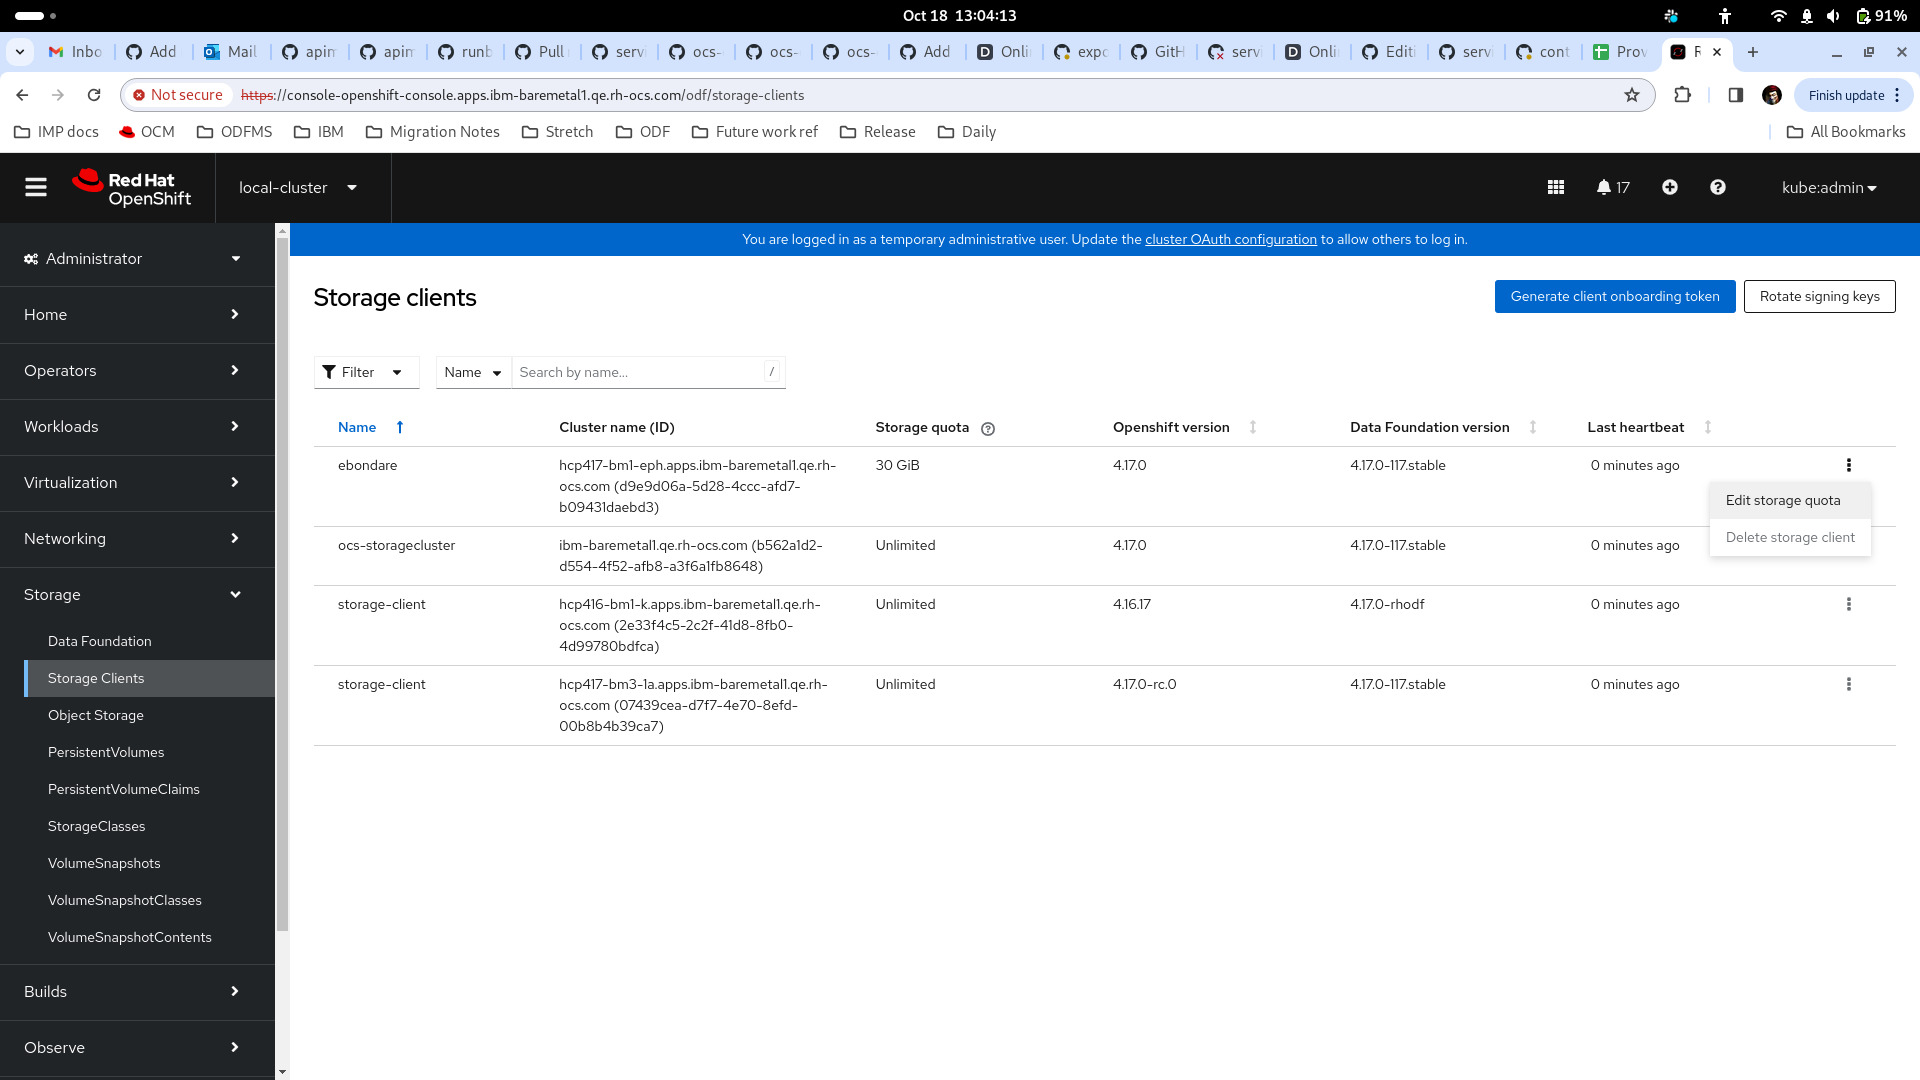 Oct 18 13:04:13
91%
Inbo
Add
Mail
apim
apim
runb
Pull
servi
ocs-
ocs-
ocs-
Add
Onli
expo
GitH
servi
Onli
Editi
servi
cont
Prov
R
Not secure
https://console-openshift-console.apps.ibm-baremetal1.qe.rh-ocs.com/odf/storage-clients
Finish update
IMP docs
OCM
ODFMS
IBM
Migration Notes
Stretch
ODF
Future work ref
Release
Daily
All Bookmarks
Red Hat
OpenShift
local-cluster
17
kube:admin
You are logged in as a temporary administrative user. Update the cluster OAuth configuration to allow others to log in.
Administrator
Home
Operators
Workloads
Virtualization
Networking
Storage
Data Foundation
Storage Clients
Object Storage
PersistentVolumes
PersistentVolumeClaims
StorageClasses
VolumeSnapshots
VolumeSnapshotClasses
VolumeSnapshotContents
Builds
Observe
Storage clients
Generate client onboarding token
Rotate signing keys
Filter
Name
Search by name...
/
Name
Cluster name (ID)
Storage quota
Openshift version
Data Foundation version
Last heartbeat
ebondare
hcp417-bm1-eph.apps.ibm-baremetal1.qe.rh-
ocs.com (d9e9d06a-5d28-4ccc-afd7-
b09431daebd3)
30 GiB
4.17.0
4.17.0-117.stable
0 minutes ago
Edit storage quota
Delete storage client
ocs-storagecluster
ibm-baremetal1.qe.rh-ocs.com (b562a1d2-
d554-4f52-afb8-a3f6a1fb8648)
Unlimited
4.17.0
4.17.0-117.stable
0 minutes ago
storage-client
hcp416-bm1-k.apps.ibm-baremetal1.qe.rh-
ocs.com (2e33f4c5-2c2f-41d8-8fb0-
4d99780bdfca)
Unlimited
4.16.17
4.17.0-rhodf
0 minutes ago
storage-client
hcp417-bm3-1a.apps.ibm-baremetal1.qe.rh-
ocs.com (07439cea-d7f7-4e70-8efd-
00b8b4b39ca7)
Unlimited
4.17.0-rc.0
4.17.0-117.stable
0 minutes ago